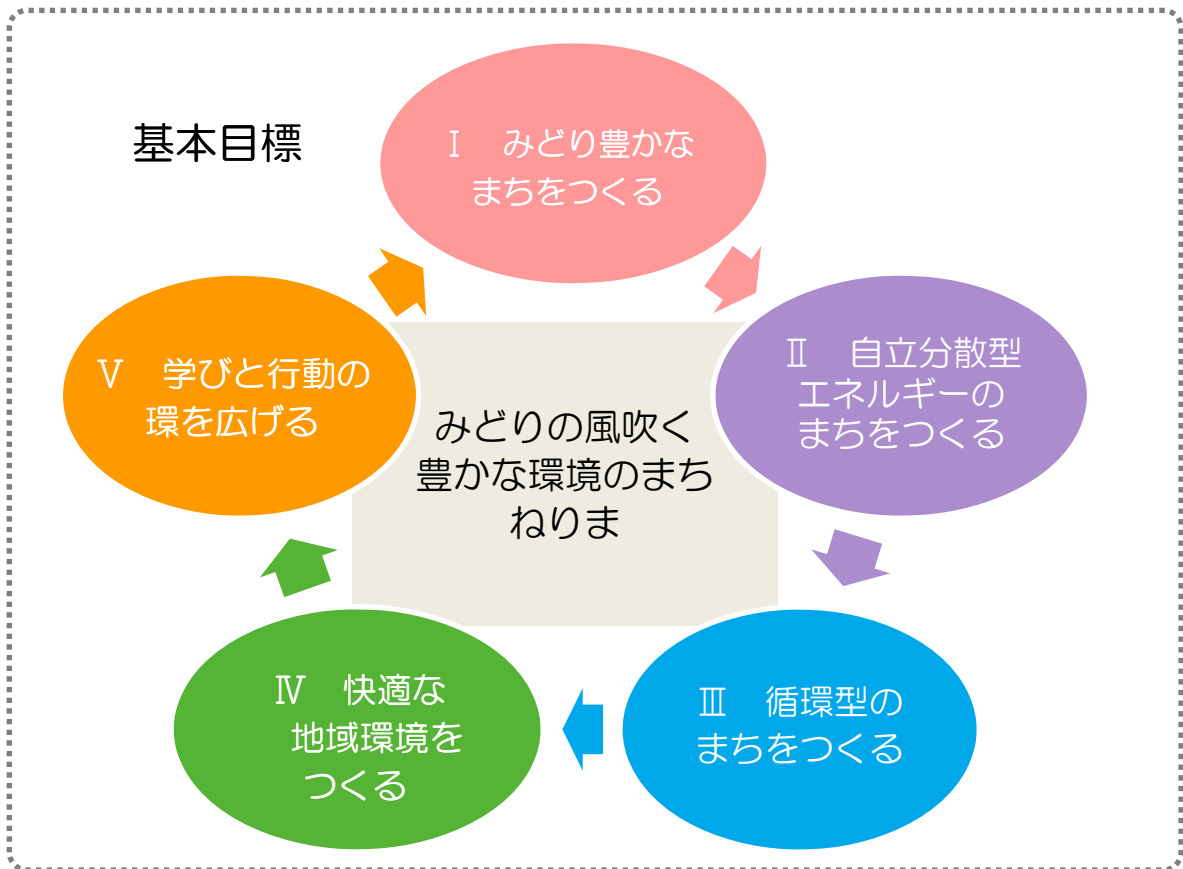 基本目標
Ⅰ　みどり豊かな
まちをつくる
Ⅱ　自立分散型
エネルギーの
まちをつくる
Ⅲ　循環型の
まちをつくる
Ⅳ　快適な
地域環境を
つくる
Ⅴ　学びと行動の
環を広げる
みどりの風吹く
豊かな環境のまち
ねりま